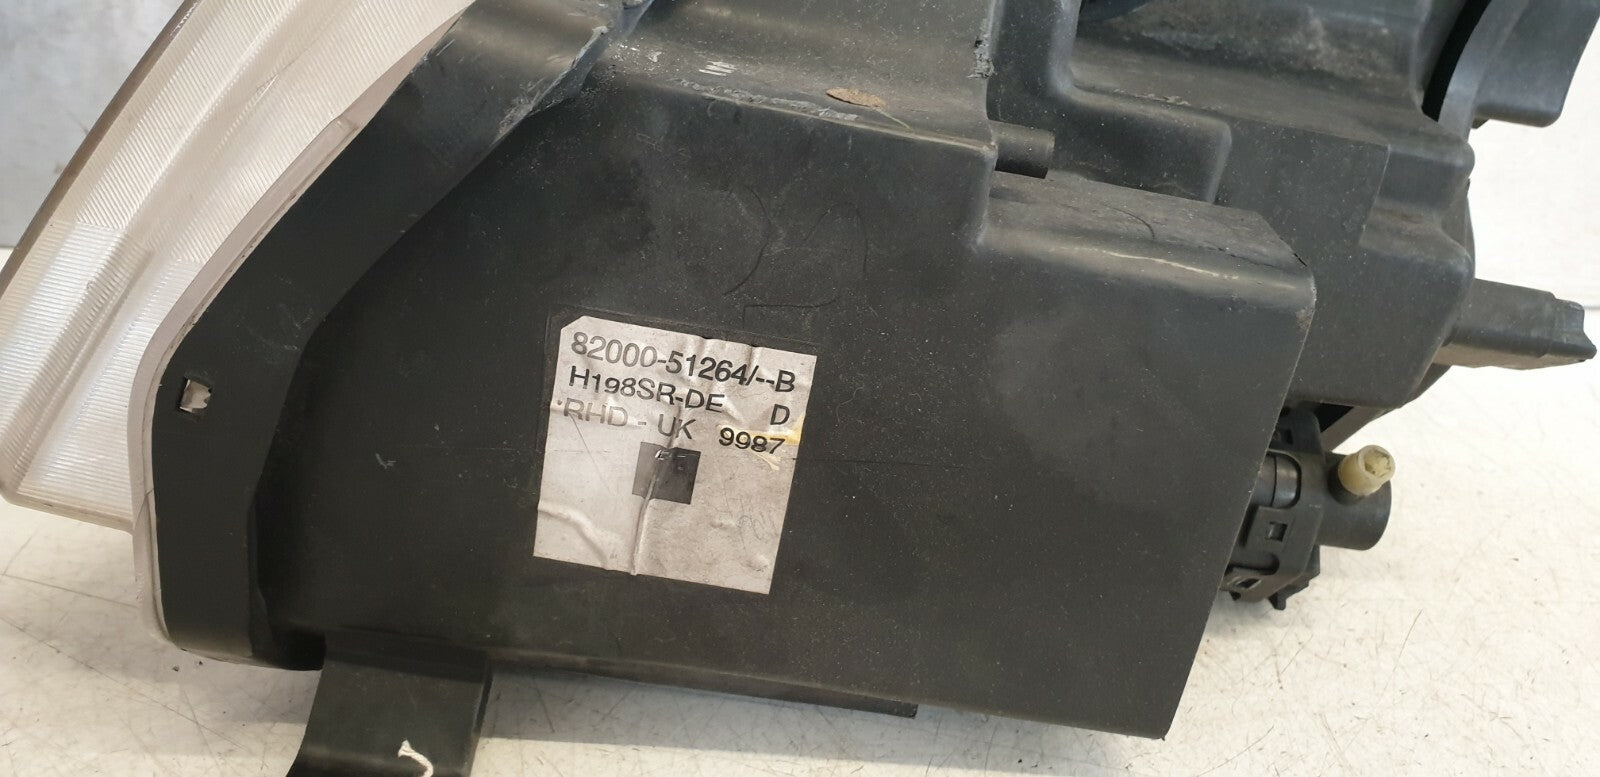 82000-51264/--B
H198SR-DE D
RHD - UK 9987